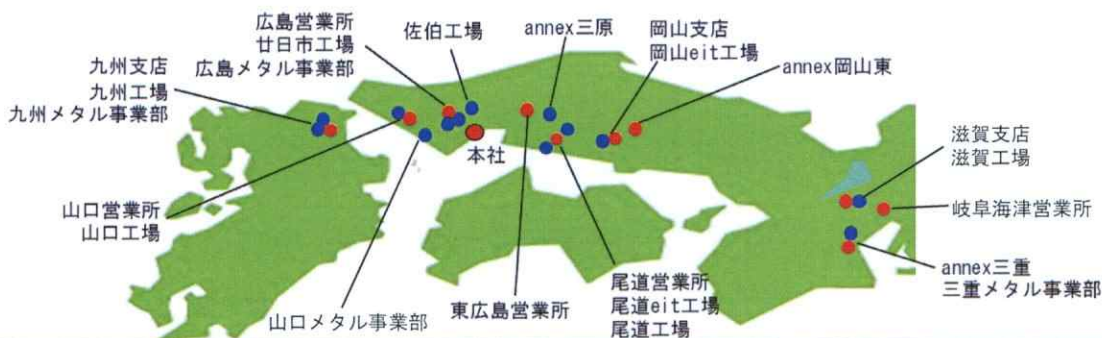 九州支店
九州工場
九州メタル事業部
広島営業所
廿日市工場
広島メタル事業部
佐伯工場
annex三原
岡山支店
岡山eit工場
annex岡山東
本社
滋賀支店
滋賀工場
岐阜海津営業所
annex三重
三重メタル事業部
山口営業所
山口工場
山口メタル事業部
東広島営業所
尾道営業所
尾道eit工場
尾道工場